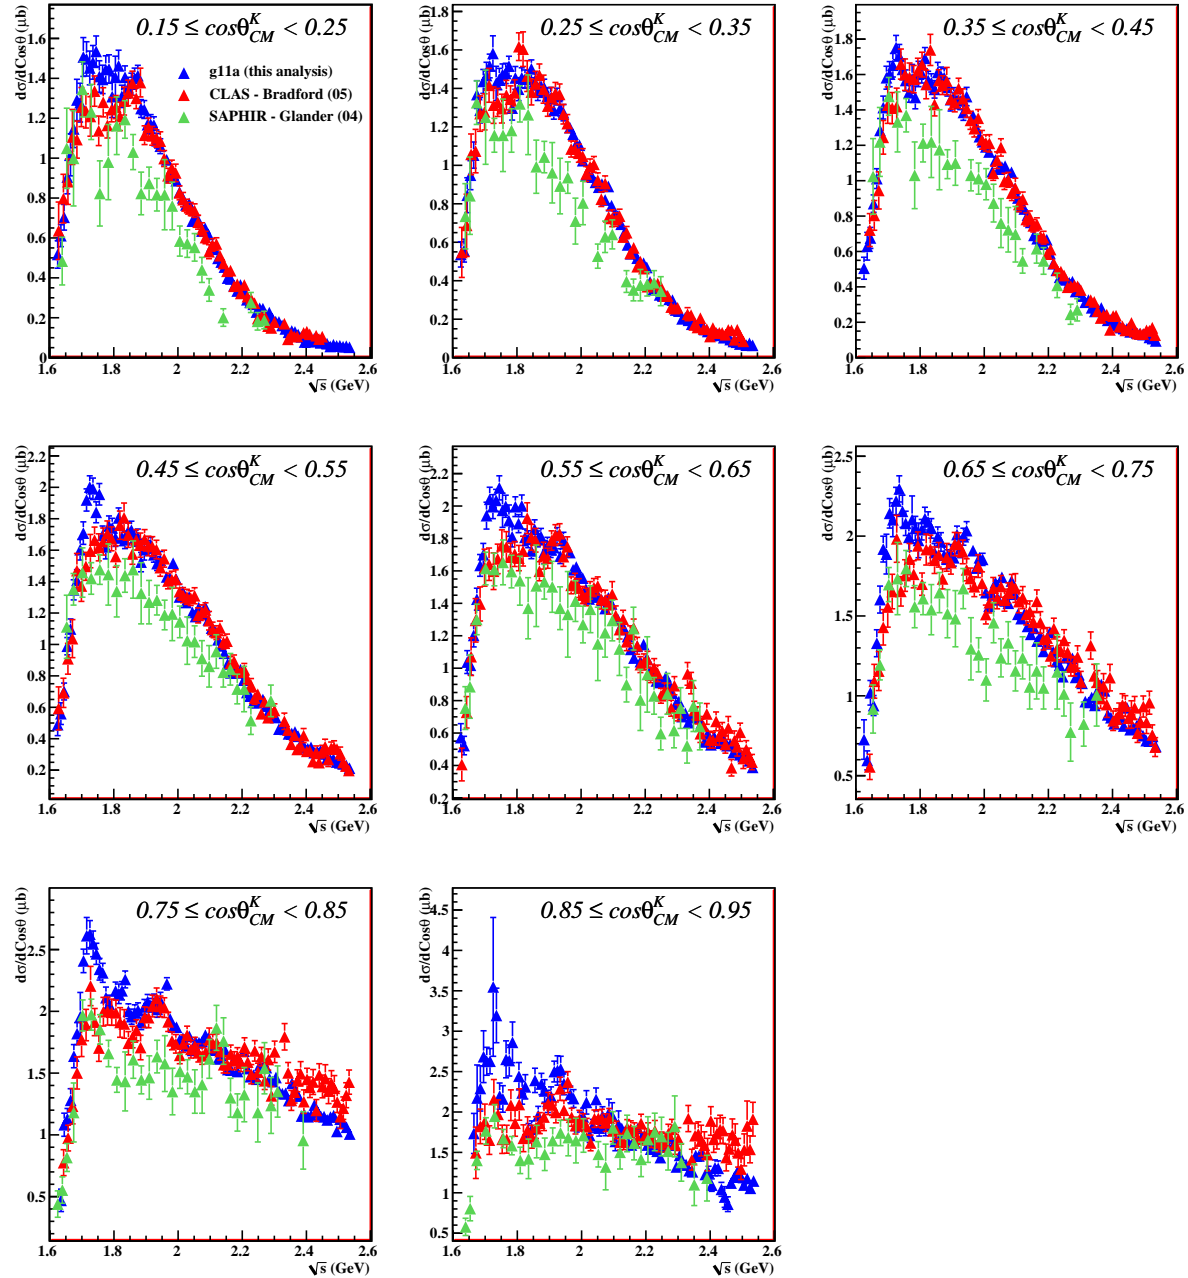 0.15 ≤ cosθ^K_CM < 0.25
dσ/dCosθ (μb)
g11a (this analysis)
CLAS - Bradford (05)
SAPHIR - Glander (04)
1.6
1.4
1.2
1
0.8
0.6
0.4
0.2
0
1.6 1.8 2 2.2 2.4 2.6
√s (GeV)
0.25 ≤ cosθ^K_CM < 0.35
dσ/dCosθ (μb)
1.8
1.6
1.4
1.2
1
0.8
0.6
0.4
0.2
0
1.6 1.8 2 2.2 2.4 2.6
√s (GeV)
0.35 ≤ cosθ^K_CM < 0.45
dσ/dCosθ (μb)
1.8
1.6
1.4
1.2
1
0.8
0.6
0.4
0.2
0
1.6 1.8 2 2.2 2.4 2.6
√s (GeV)
0.45 ≤ cosθ^K_CM < 0.55
dσ/dCosθ (μb)
2.2
2
1.8
1.6
1.4
1.2
1
0.8
0.6
0.4
0.2
1.6 1.8 2 2.2 2.4 2.6
√s (GeV)
0.55 ≤ cosθ^K_CM < 0.65
dσ/dCosθ (μb)
2.2
2
1.8
1.6
1.4
1.2
1
0.8
0.6
0.4
0.2
1.6 1.8 2 2.2 2.4 2.6
√s (GeV)
0.65 ≤ cosθ^K_CM < 0.75
dσ/dCosθ (μb)
2.5
2
1.5
1
0.5
1.6 1.8 2 2.2 2.4 2.6
√s (GeV)
0.75 ≤ cosθ^K_CM < 0.85
dσ/dCosθ (μb)
2.5
2
1.5
1
0.5
1.6 1.8 2 2.2 2.4 2.6
√s (GeV)
0.85 ≤ cosθ^K_CM < 0.95
dσ/dCosθ (μb)
4.5
4
3.5
3
2.5
2
1.5
1
0.5
1.6 1.8 2 2.2 2.4 2.6
√s (GeV)